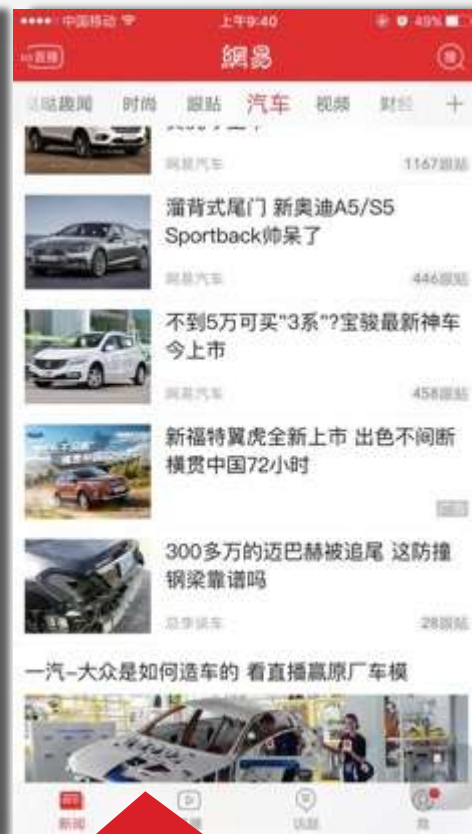 中国移动
上午9:40
49%
直播
網易
趣闻 时尚 跟贴 汽车 视频 财经 +
网易汽车
1167跟贴
溜背式尾门 新奥迪A5/S5
Sportback帅呆了
网易汽车
446跟贴
不到5万可买"3系"?宝骏最新神车
今上市
网易汽车
458跟贴
新福特翼虎全新上市 出色不间断
横贯中国72小时
300多万的迈巴赫被追尾 这防撞
钢梁靠谱吗
28跟贴
一汽-大众是如何造车的 看直播赢原厂车模
新闻
话题
我